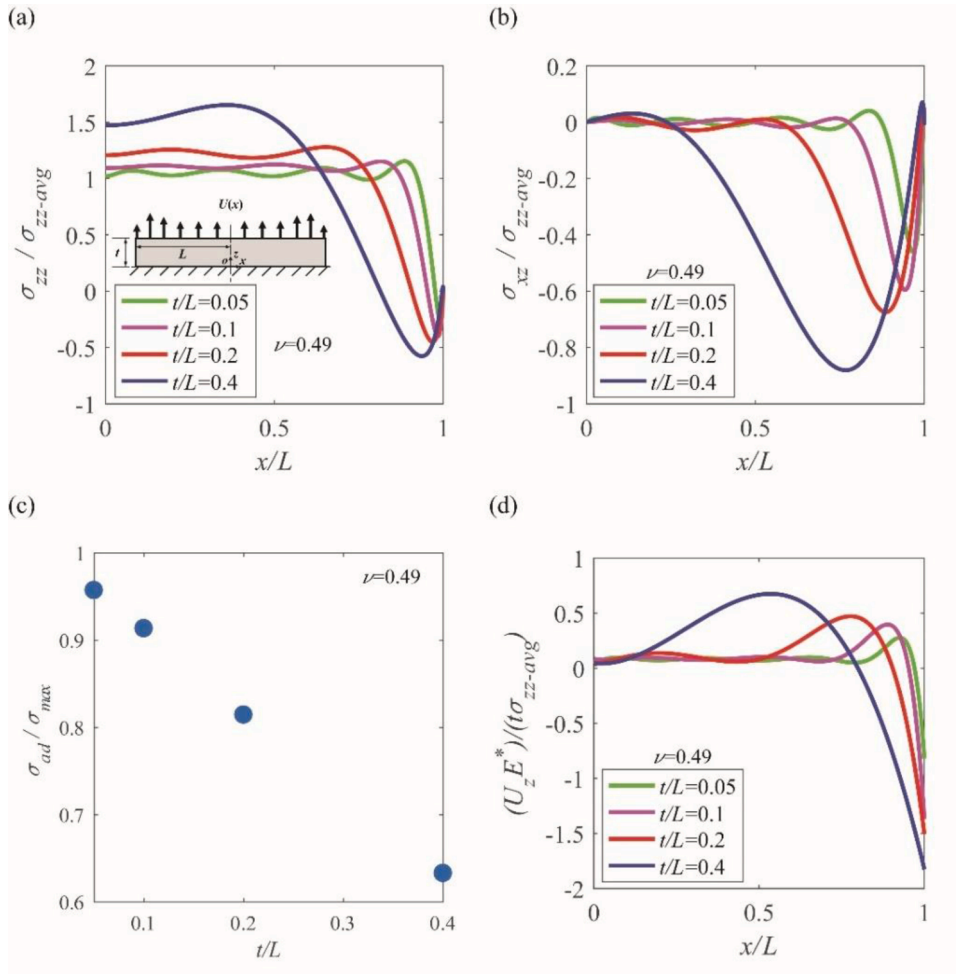 (a)
2
1.5
1
0.5
0
-0.5
-1
σzz / σzz-avg
U(x)
t
L
z
o
x
t/L=0.05
t/L=0.1
t/L=0.2
t/L=0.4
ν=0.49
0
0.5
1
x/L
(b)
0
-0.2
-0.4
-0.6
-0.8
-1
σxz / σzz-avg
ν=0.49
t/L=0.05
t/L=0.1
t/L=0.2
t/L=0.4
0
0.5
1
x/L
(c)
1
0.9
0.8
0.7
0.6
σad / σmax
ν=0.49
0.1
0.2
0.3
0.4
t/L
(d)
1
0.5
0
-0.5
-1
-1.5
-2
(UzE*)/(tσzz-avg)
ν=0.49
t/L=0.05
t/L=0.1
t/L=0.2
t/L=0.4
0
0.5
1
x/L